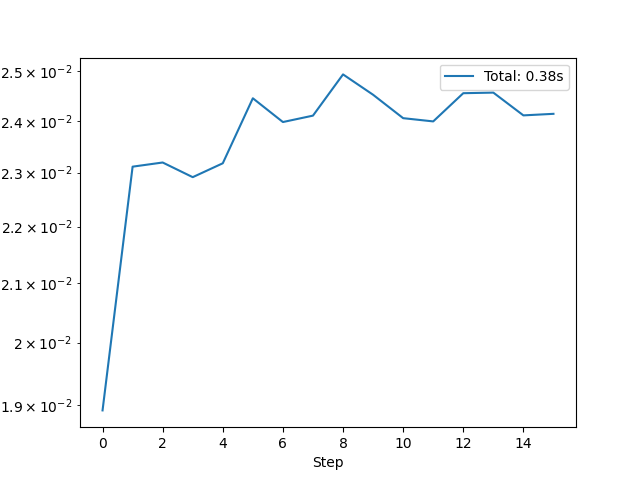 2.5 × 10⁻²
Total: 0.38s
2.4 × 10⁻²
2.3 × 10⁻²
2.2 × 10⁻²
2.1 × 10⁻²
2 × 10⁻²
1.9 × 10⁻²
0 2 4 6 8 10 12 14
Step